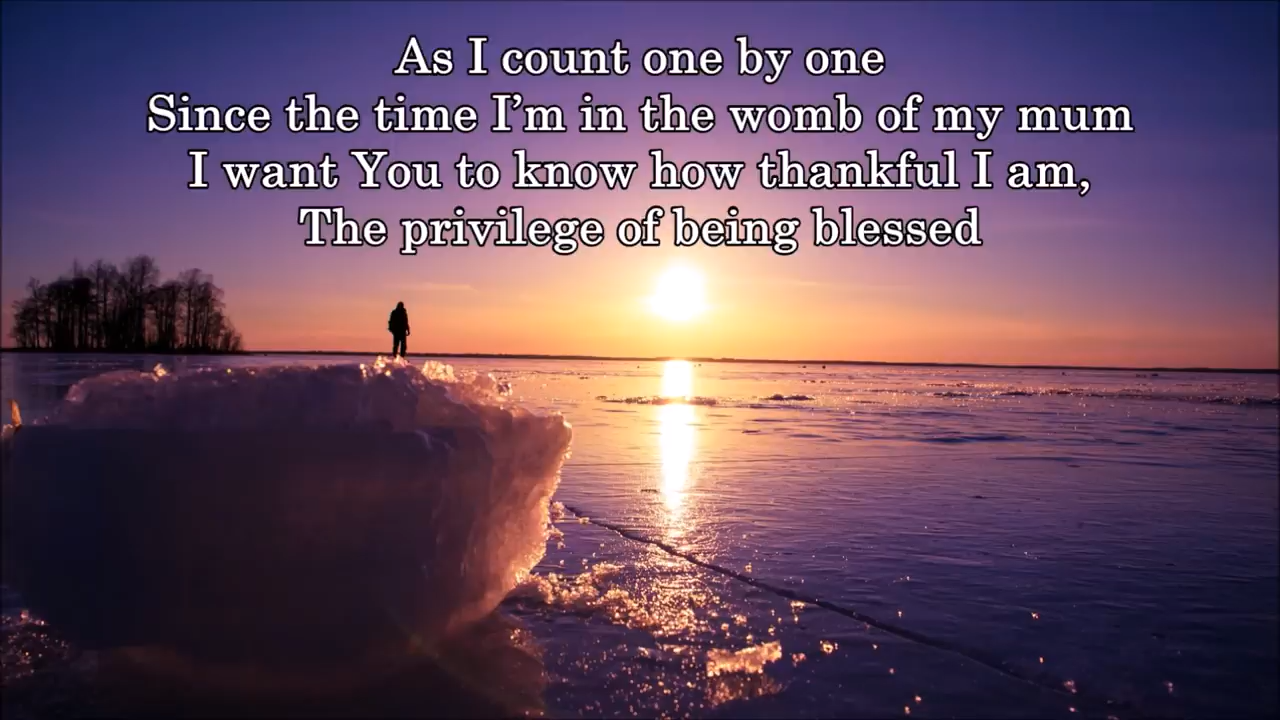 As I count one by one
Since the time I’m in the womb of my mum
I want You to know how thankful I am,
The privilege of being blessed